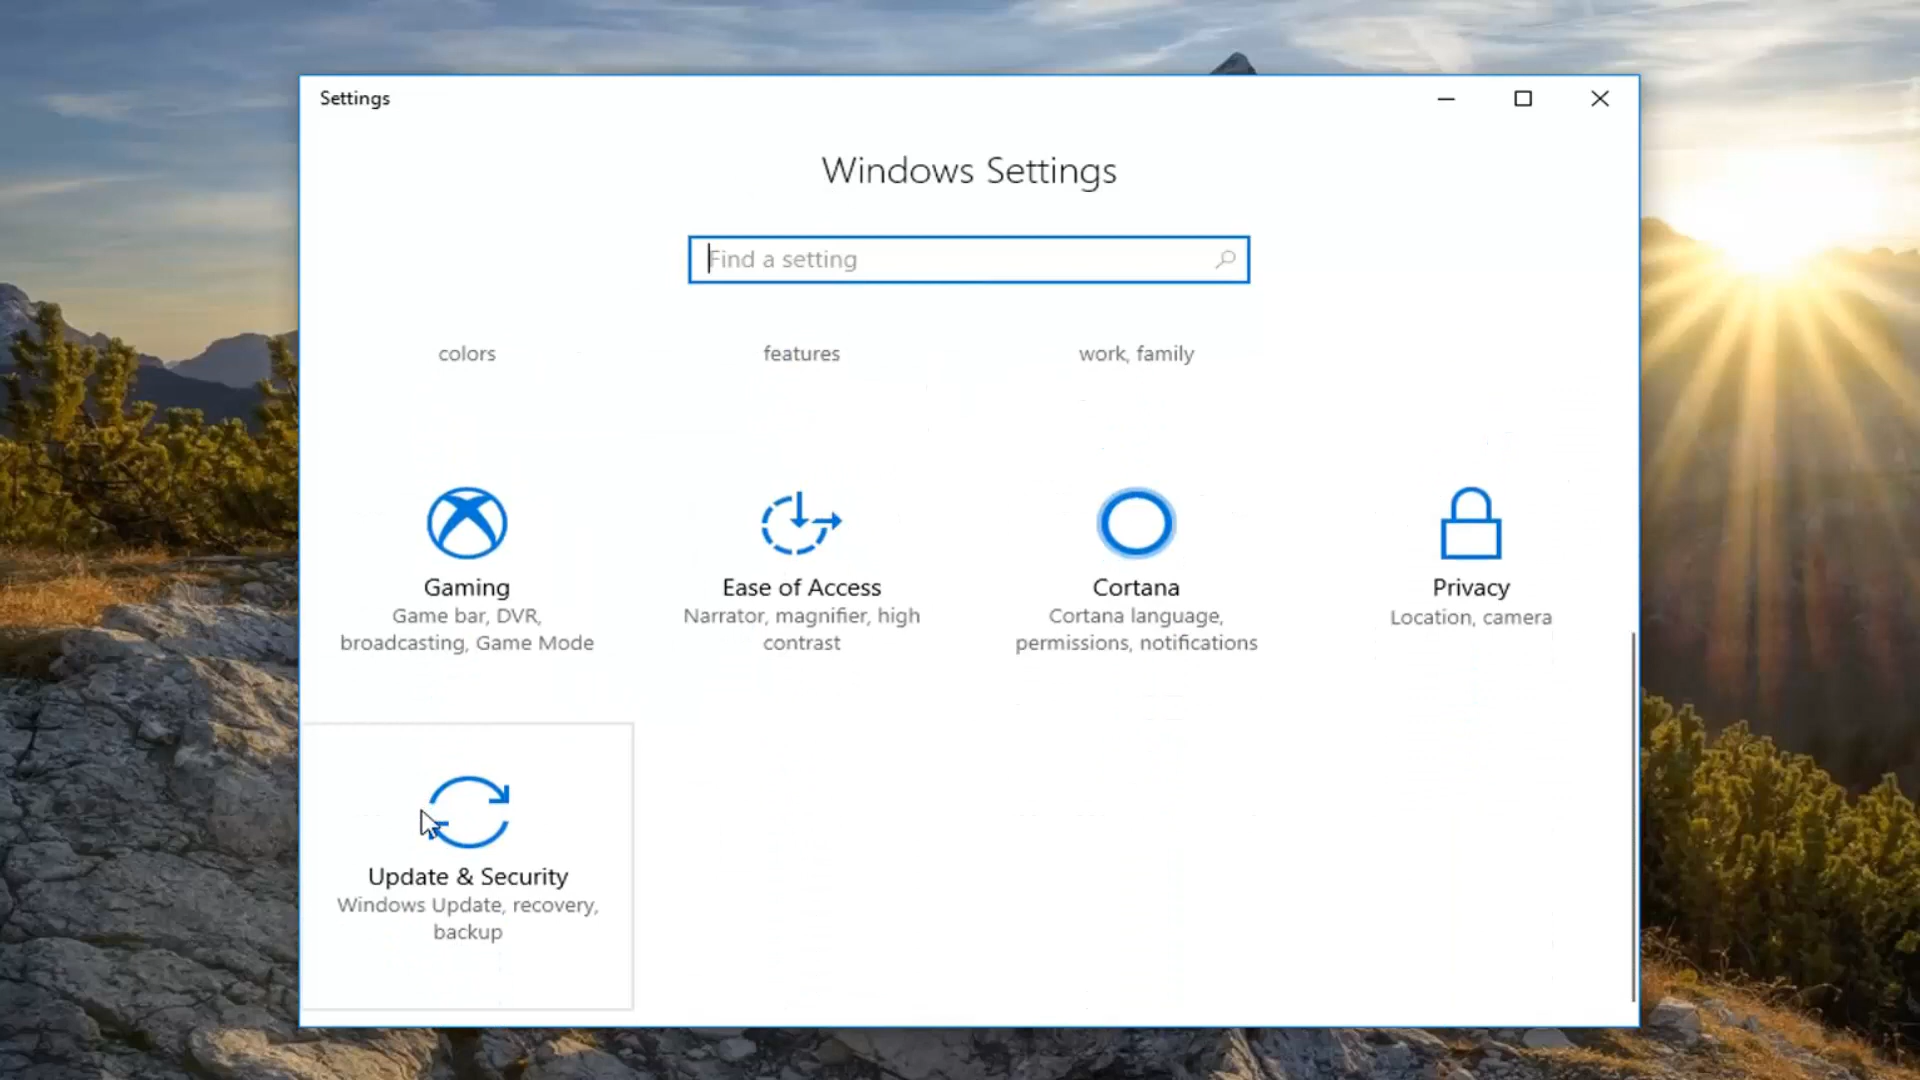 Settings
Windows Settings
Find a setting
colors
features
work, family
Gaming
Game bar, DVR,
broadcasting, Game Mode
Ease of Access
Narrator, magnifier, high
contrast
Cortana
Cortana language,
permissions, notifications
Privacy
Location, camera
Update & Security
Windows Update, recovery,
backup